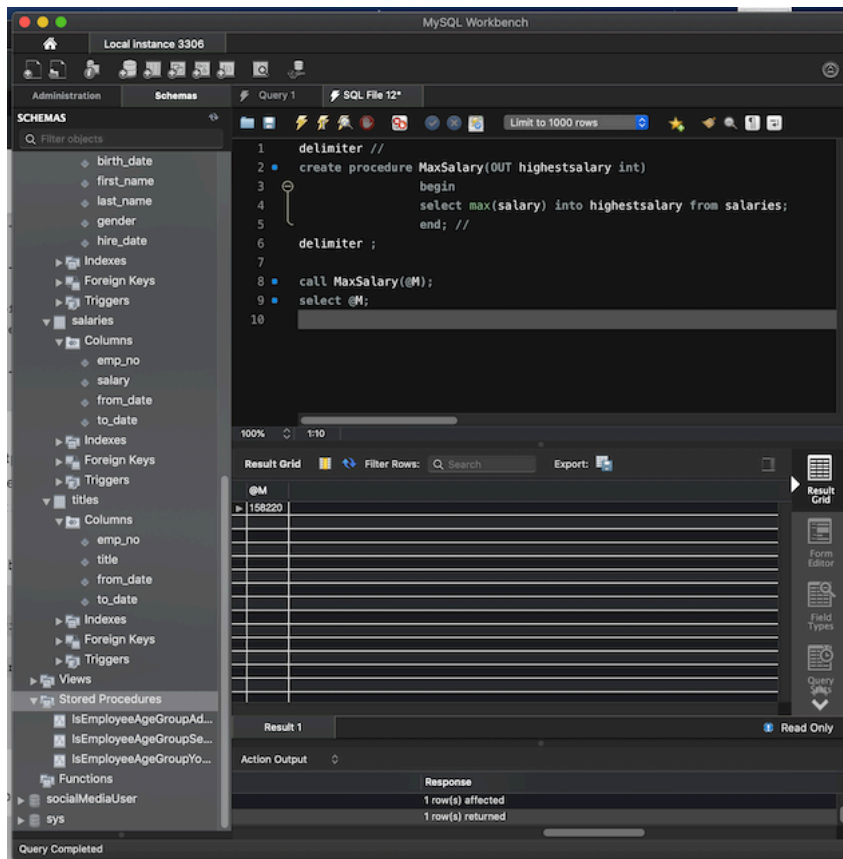 MySQL Workbench
Local instance 3306
Administration
Schemas
Query 1
SQL File 12*
SCHEMAS
Filter objects
Limit to 1000 rows
birth_date
first_name
last_name
gender
hire_date
Indexes
Foreign Keys
Triggers
salaries
Columns
emp_no
salary
from_date
to_date
Indexes
Foreign Keys
Triggers
titles
Columns
emp_no
title
from_date
to_date
Indexes
Foreign Keys
Triggers
Views
Stored Procedures
IsEmployeeAgeGroupAd...
IsEmployeeAgeGroupSe...
IsEmployeeAgeGroupYo...
Functions
socialMediaUser
sys
1 delimiter //
2 create procedure MaxSalary(OUT highestsalary int)
3 begin
4 select max(salary) into highestsalary from salaries;
5 end; //
6 delimiter ;
7
8 call MaxSalary(@M);
9 select @M;
10
100% 1:10
Result Grid Filter Rows: Search Export:
@M
158220
Result Grid
Form Editor
Field Types
Query Stats
Result 1
Read Only
Action Output
Response
1 row(s) affected
1 row(s) returned
Query Completed